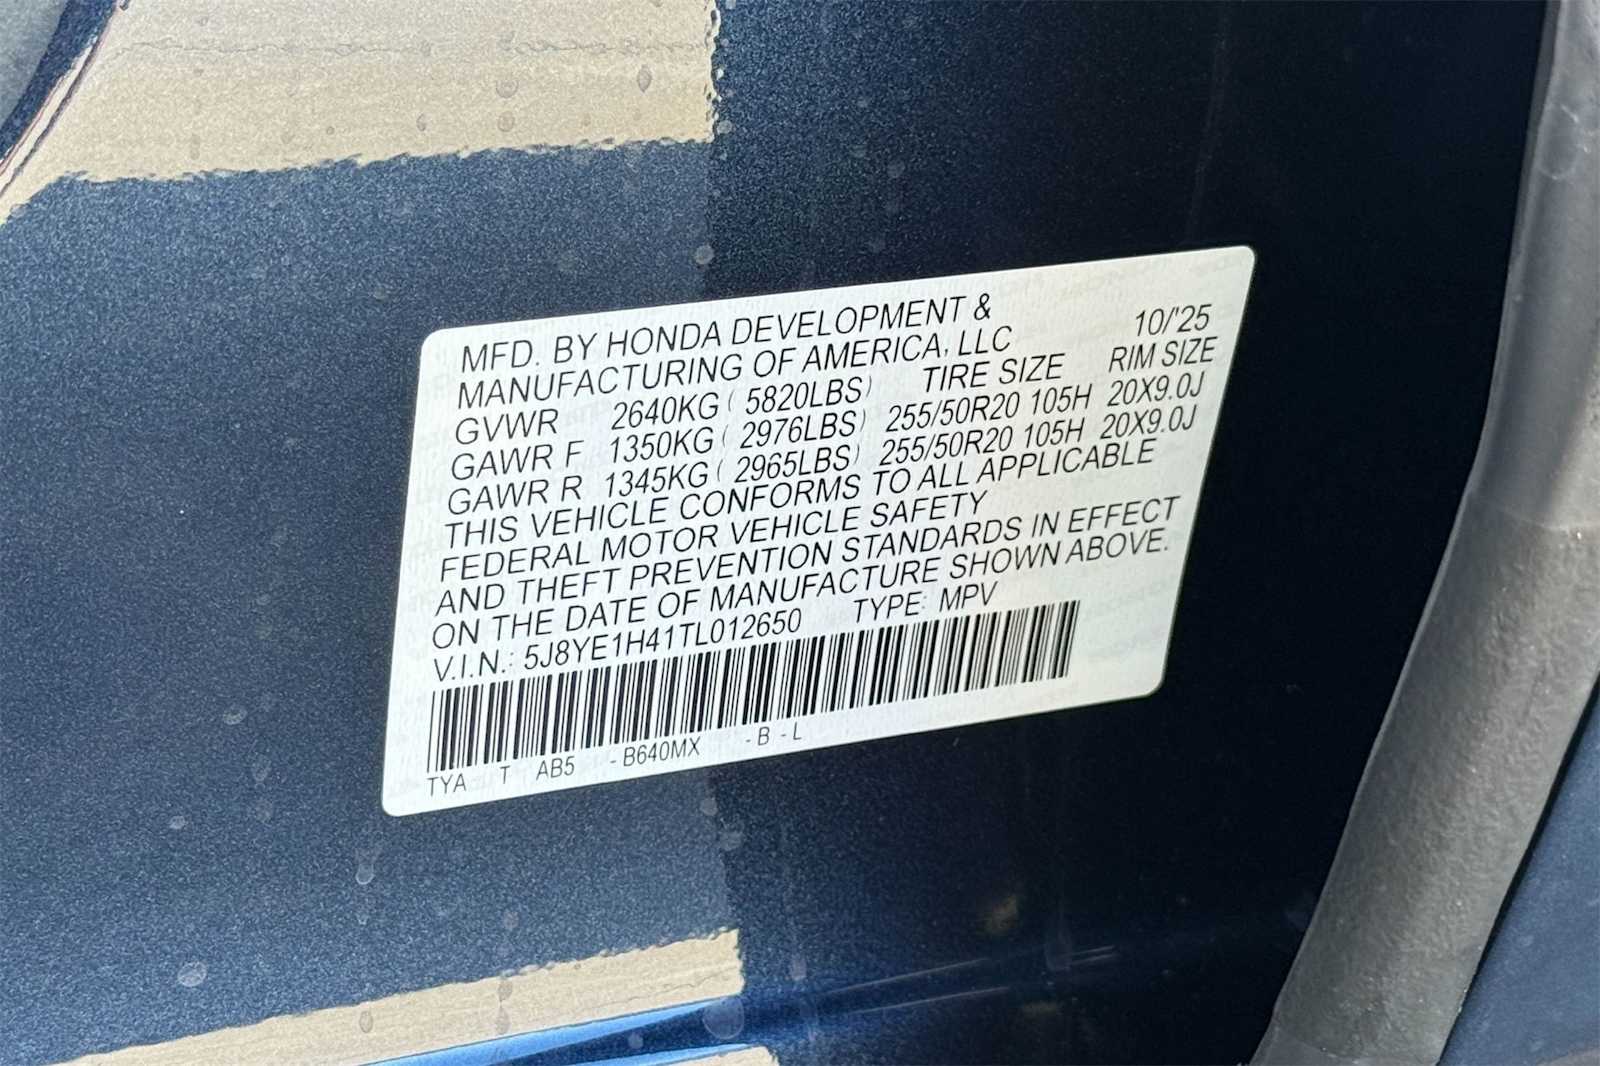 MFD. BY HONDA DEVELOPMENT & 10/'25
MANUFACTURING OF AMERICA, LLC
TIRE SIZE RIM SIZE
GVWR 2640KG ( 5820LBS)
GAWR F 1350KG ( 2976LBS) 255/50R20 105H 20X9.0J
GAWR R 1345KG ( 2965LBS) 255/50R20 105H 20X9.0J
THIS VEHICLE CONFORMS TO ALL APPLICABLE
FEDERAL MOTOR VEHICLE SAFETY
AND THEFT PREVENTION STANDARDS IN EFFECT
ON THE DATE OF MANUFACTURE SHOWN ABOVE.
V.I.N.: 5J8YE1H41TL012650 TYPE: MPV
TYA T AB5 -B640MX -B -L